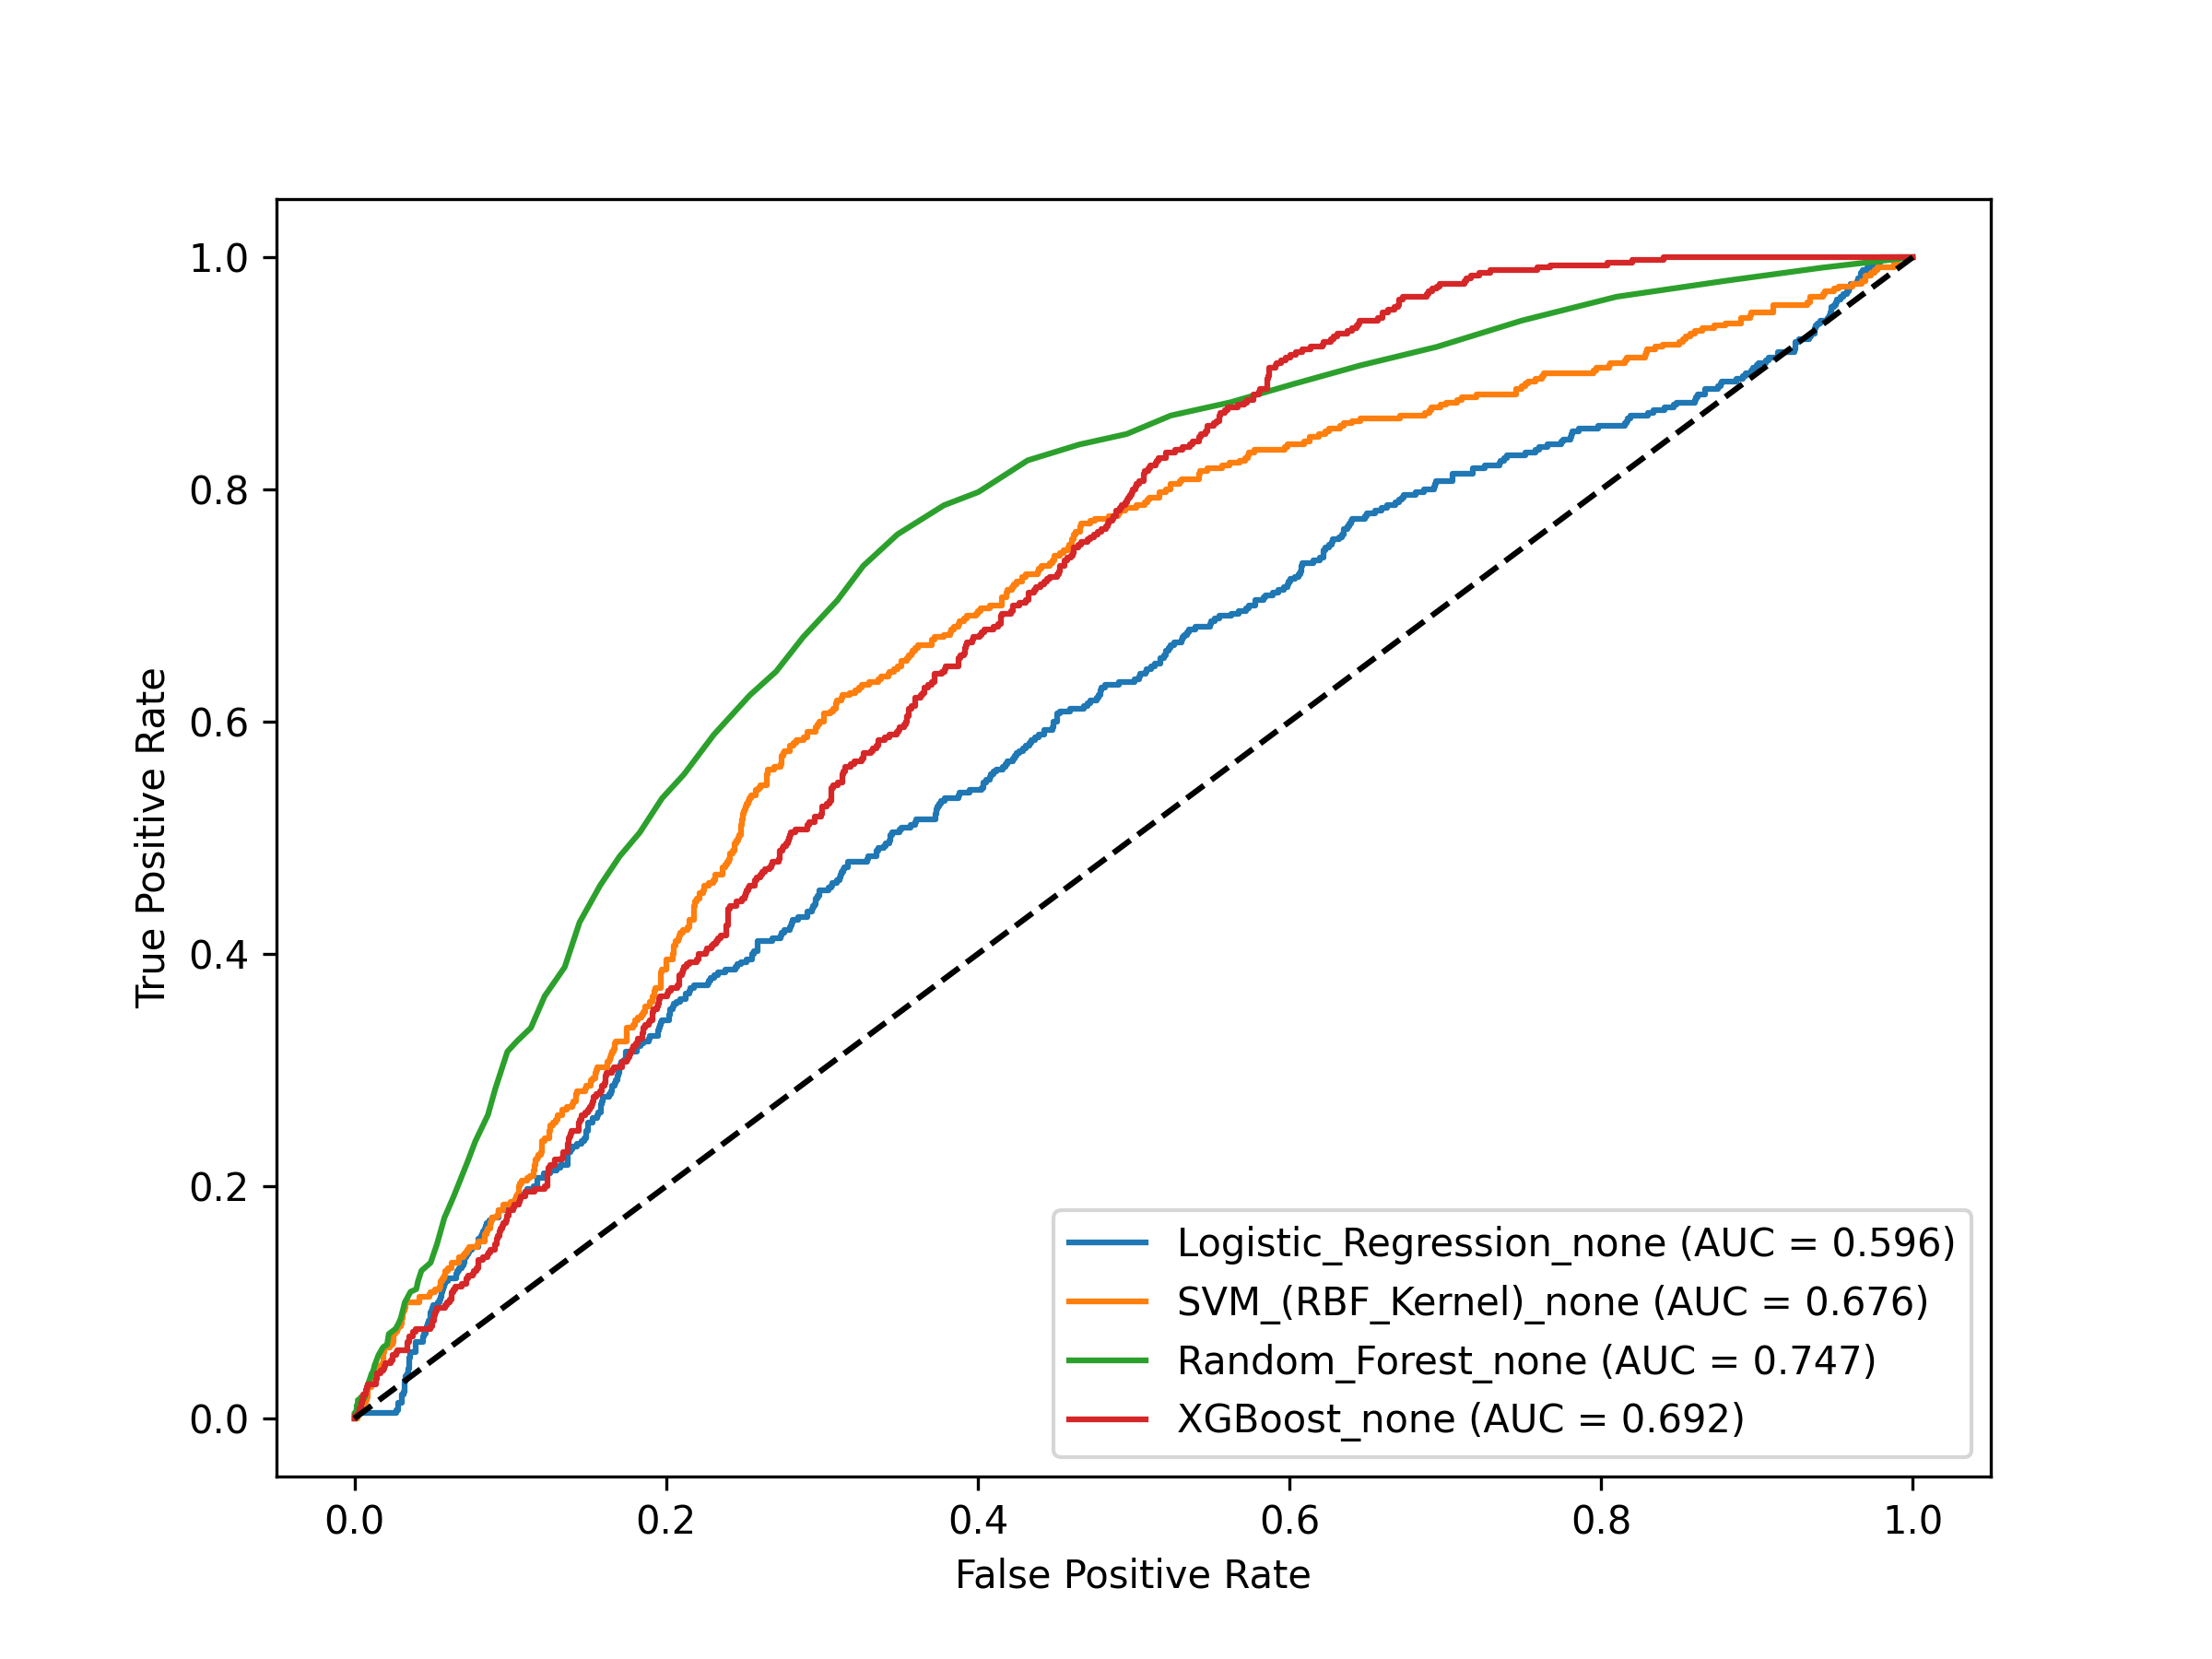 1.0
0.8
0.6
0.4
0.2
0.0
True Positive Rate
Logistic_Regression_none (AUC = 0.596)
SVM_(RBF_Kernel)_none (AUC = 0.676)
Random_Forest_none (AUC = 0.747)
XGBoost_none (AUC = 0.692)
0.0 0.2 0.4 0.6 0.8 1.0
False Positive Rate